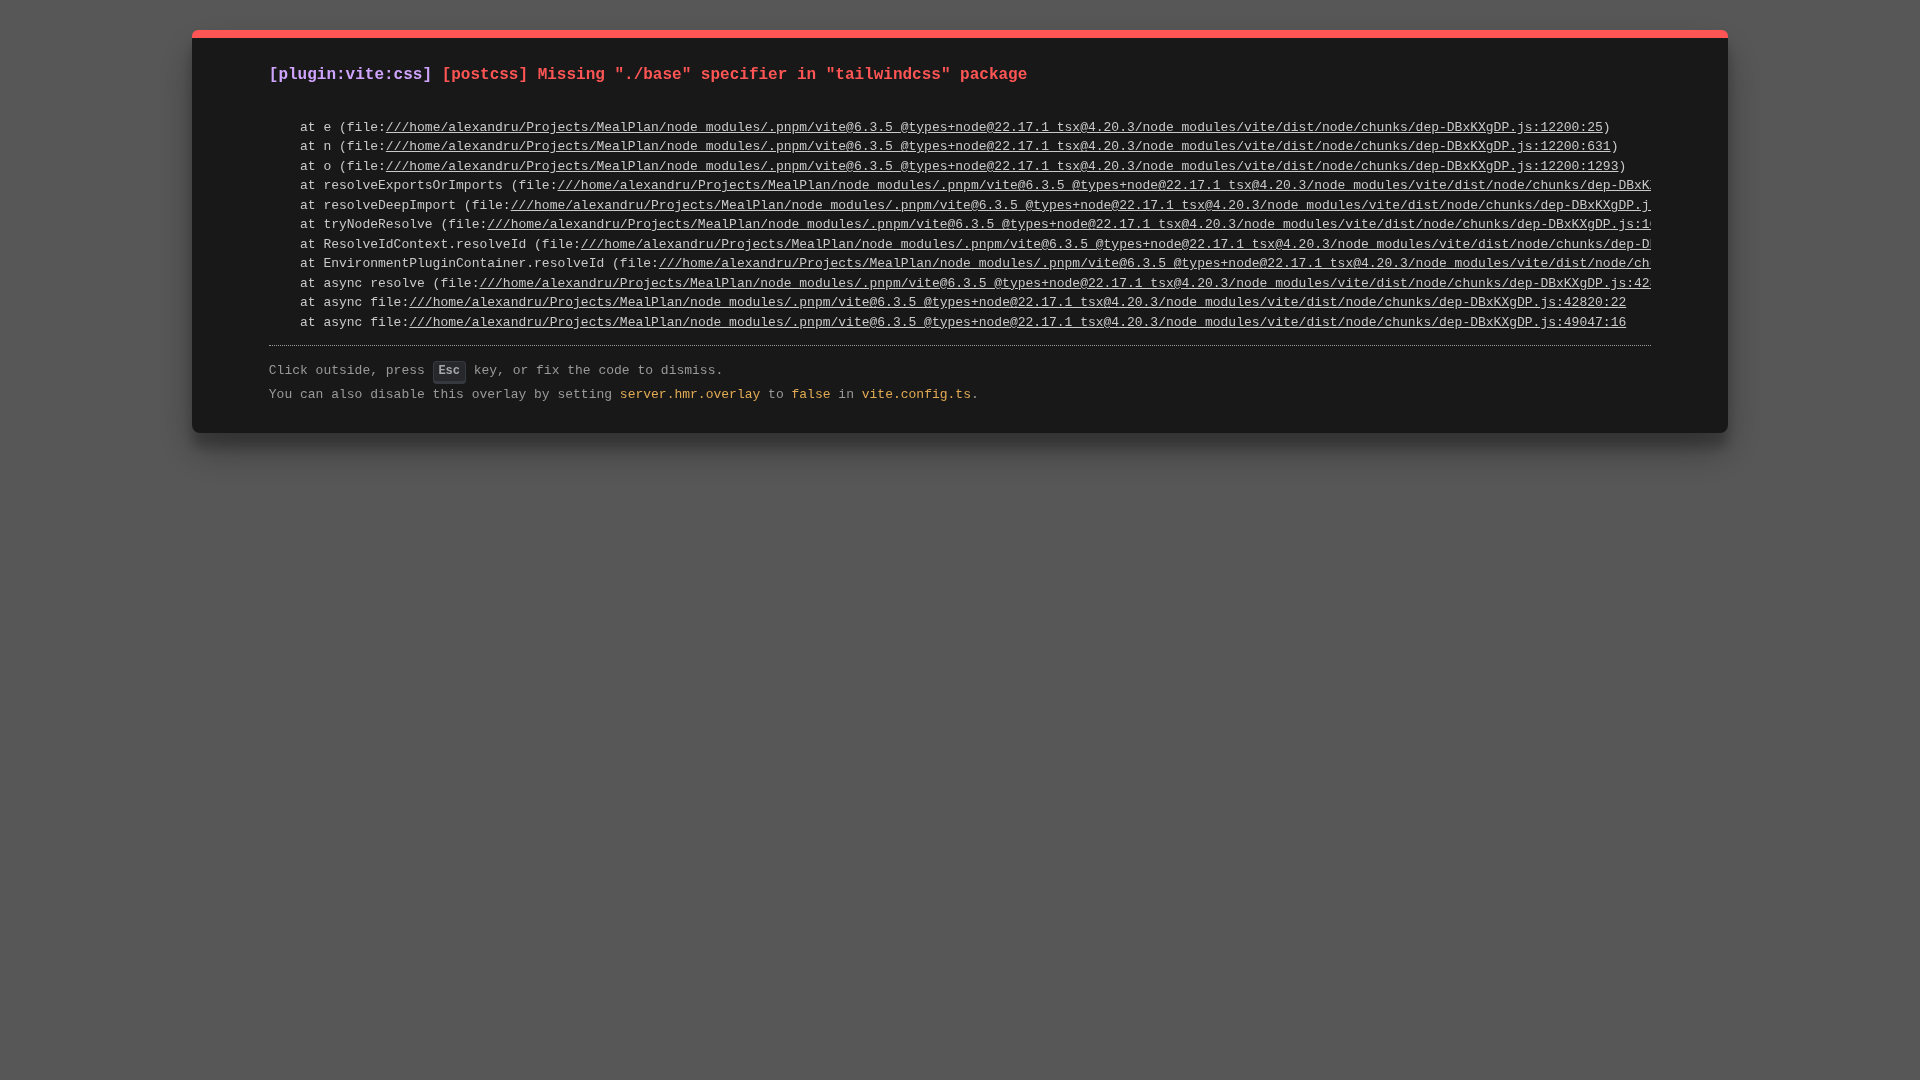 [plugin:vite:css] [postcss] Missing "./base" specifier in "tailwindcss" package
at e (file:///home/alexandru/Projects/MealPlan/node_modules/.pnpm/vite@6.3.5_@types+node@22.17.1_tsx@4.20.3/node_modules/vite/dist/node/chunks/dep-DBxKXgDP.js:12200:25)
at n (file:///home/alexandru/Projects/MealPlan/node_modules/.pnpm/vite@6.3.5_@types+node@22.17.1_tsx@4.20.3/node_modules/vite/dist/node/chunks/dep-DBxKXgDP.js:12200:631)
at o (file:///home/alexandru/Projects/MealPlan/node_modules/.pnpm/vite@6.3.5_@types+node@22.17.1_tsx@4.20.3/node_modules/vite/dist/node/chunks/dep-DBxKXgDP.js:12200:1293)
at resolveExportsOrImports (file:///home/alexandru/Projects/MealPlan/node_modules/.pnpm/vite@6.3.5_@types+node@22.17.1_tsx@4.20.3/node_modules/vite/dist/node/chunks/dep-DBxK
at resolveDeepImport (file:///home/alexandru/Projects/MealPlan/node_modules/.pnpm/vite@6.3.5_@types+node@22.17.1_tsx@4.20.3/node_modules/vite/dist/node/chunks/dep-DBxKXgDP.j
at tryNodeResolve (file:///home/alexandru/Projects/MealPlan/node_modules/.pnpm/vite@6.3.5_@types+node@22.17.1_tsx@4.20.3/node_modules/vite/dist/node/chunks/dep-DBxKXgDP.js:1
at ResolveIdContext.resolveId (file:///home/alexandru/Projects/MealPlan/node_modules/.pnpm/vite@6.3.5_@types+node@22.17.1_tsx@4.20.3/node_modules/vite/dist/node/chunks/dep-D
at EnvironmentPluginContainer.resolveId (file:///home/alexandru/Projects/MealPlan/node_modules/.pnpm/vite@6.3.5_@types+node@22.17.1_tsx@4.20.3/node_modules/vite/dist/node/ch
at async resolve (file:///home/alexandru/Projects/MealPlan/node_modules/.pnpm/vite@6.3.5_@types+node@22.17.1_tsx@4.20.3/node_modules/vite/dist/node/chunks/dep-DBxKXgDP.js:42
at async file:///home/alexandru/Projects/MealPlan/node_modules/.pnpm/vite@6.3.5_@types+node@22.17.1_tsx@4.20.3/node_modules/vite/dist/node/chunks/dep-DBxKXgDP.js:42820:22
at async file:///home/alexandru/Projects/MealPlan/node_modules/.pnpm/vite@6.3.5_@types+node@22.17.1_tsx@4.20.3/node_modules/vite/dist/node/chunks/dep-DBxKXgDP.js:49047:16
Click outside, press Esc key, or fix the code to dismiss.
You can also disable this overlay by setting server.hmr.overlay to false in vite.config.ts.